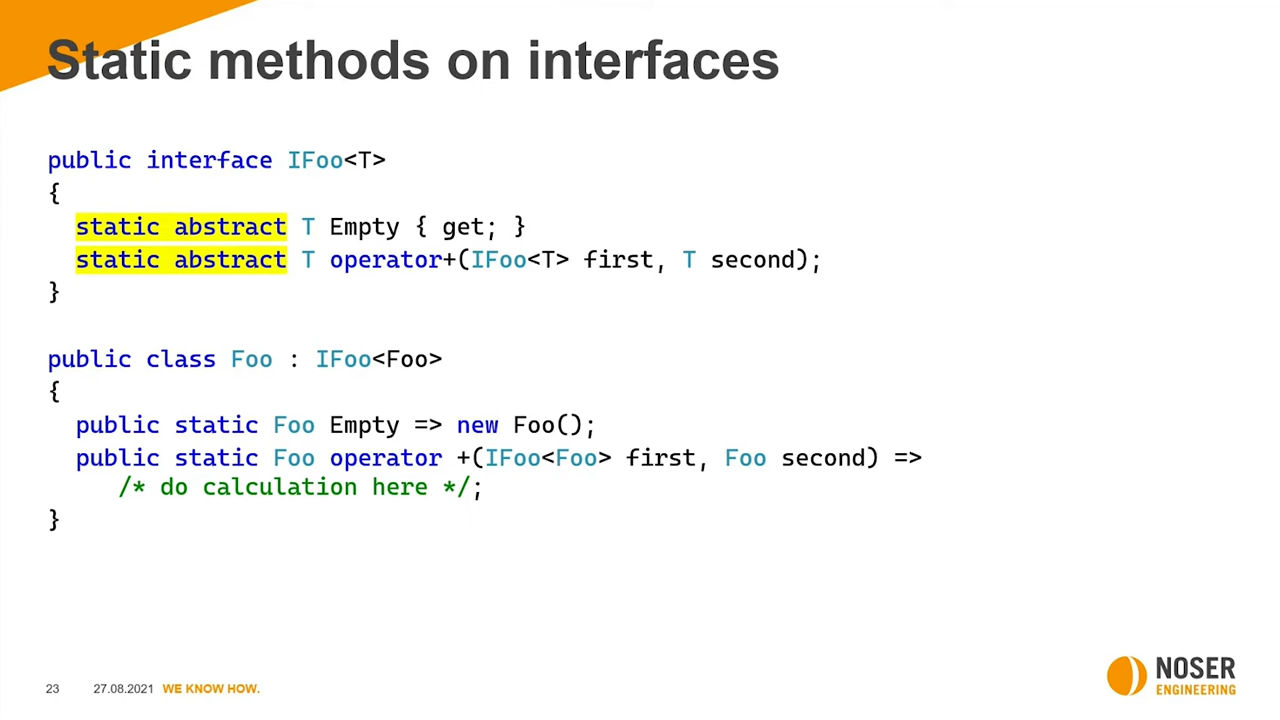 Static methods on interfaces
public interface IFoo<T>
{
static abstract T Empty { get; }
static abstract T operator+(IFoo<T> first, T second);
}
public class Foo : IFoo<Foo>
{
public static Foo Empty => new Foo();
public static Foo operator +(IFoo<Foo> first, Foo second) =>
/* do calculation here */;
}
23 27.08.2021 WE KNOW HOW.
NOSER
ENGINEERING